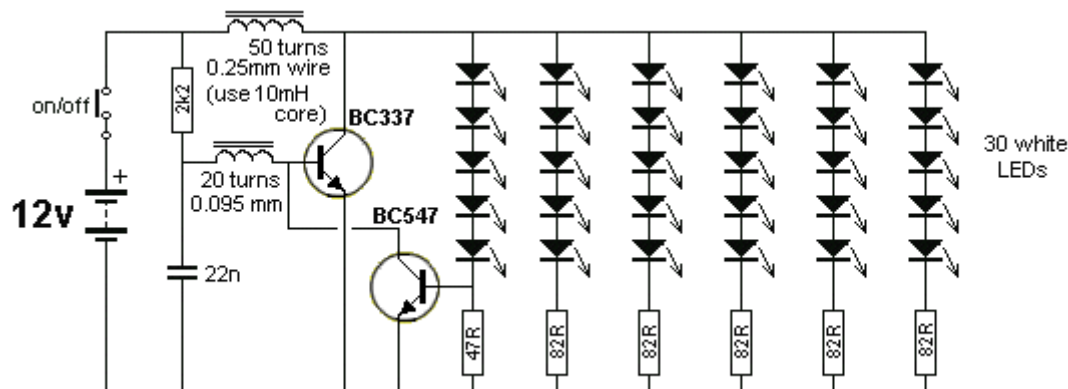 50 turns
0.25mm wire
(use 10mH
core)
on/off
2k2
BC337
30 white
LEDs
+
20 turns
0.095 mm
12v
BC547
22n
47R
82R
82R
82R
82R
82R